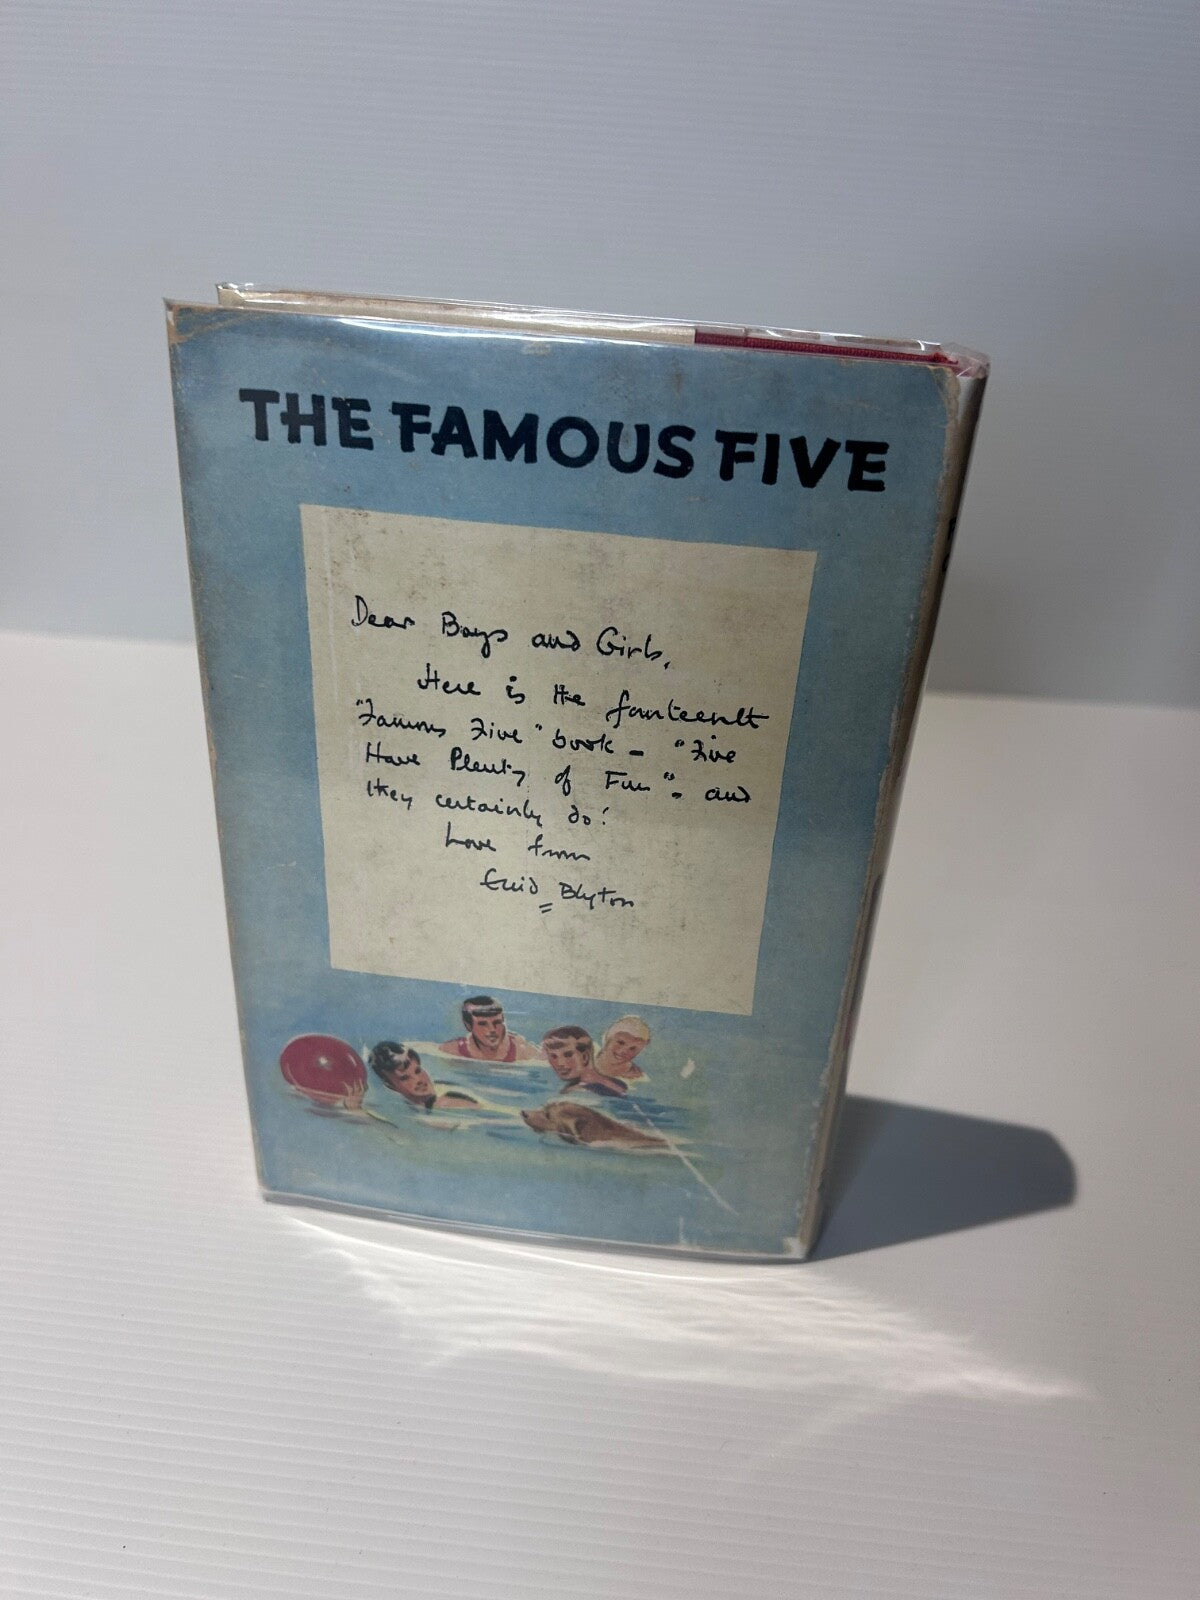 THE FAMOUS FIVE
Dear Boys and Girls,
Here is the fourteenth
"Famous Five" book - "Five
Have Plenty of Fun" - and
they certainly do!
Love from
Enid Blyton